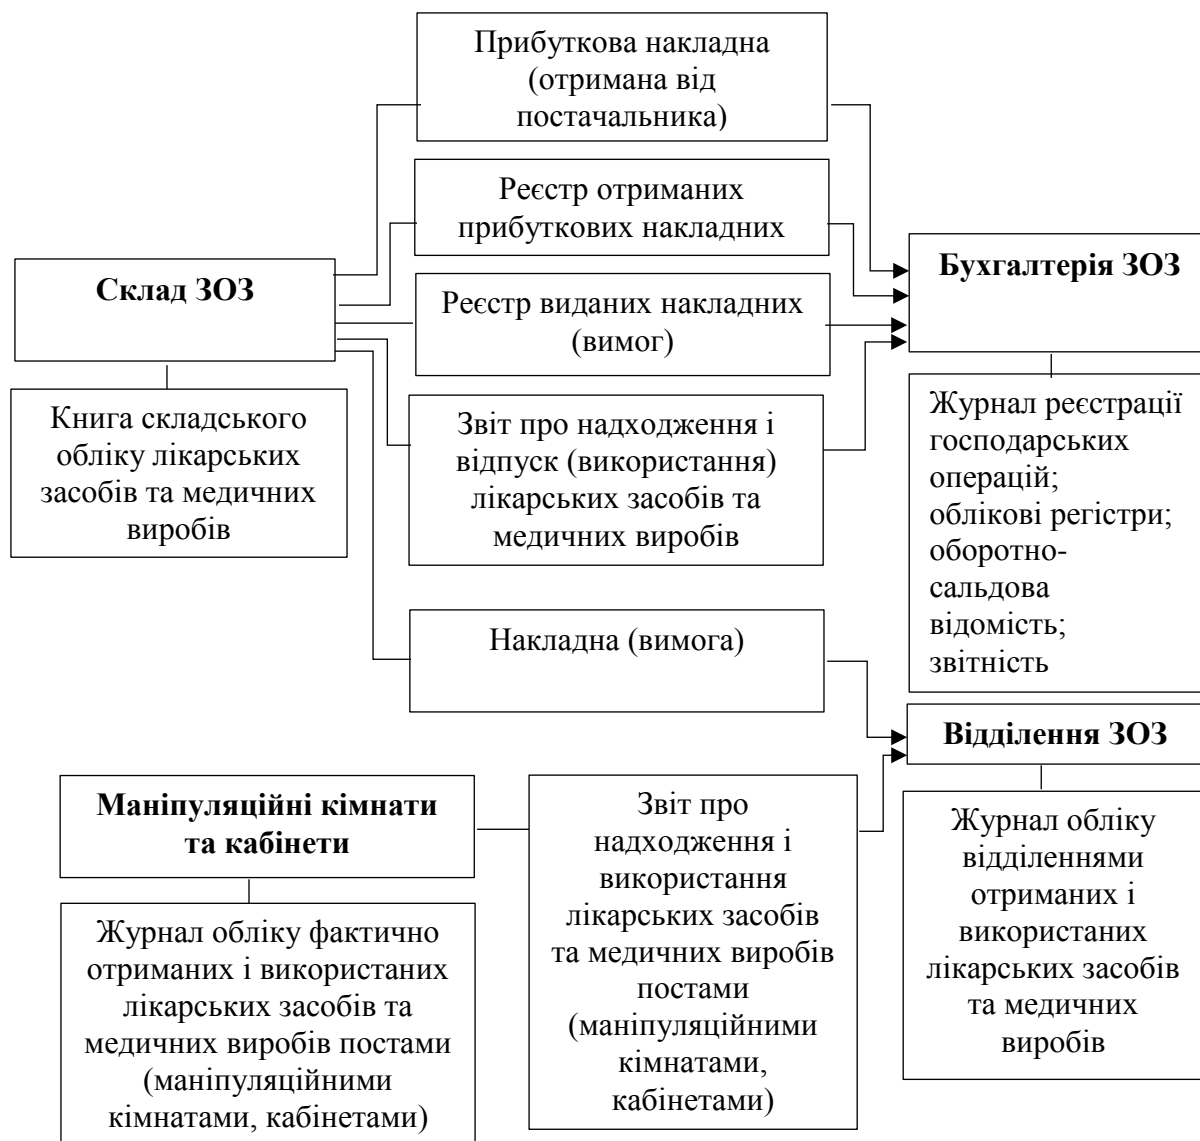 Прибуткова накладна
(отримана від
постачальника)
Реєстр отриманих
прибуткових накладних
Склад ЗОЗ
Бухгалтерія ЗОЗ
Реєстр виданих накладних
(вимог)
Книга складського
обліку лікарських
засобів та медичних
виробів
Звіт про надходження і
відпуск (використання)
лікарських засобів та
медичних виробів
Журнал реєстрації
господарських
операцій;
облікові регістри;
оборотно-
сальдова
відомість;
звітність
Накладна (вимога)
Відділення ЗОЗ
Маніпуляційні кімнати
та кабінети
Звіт про
надходження і
використання
лікарських засобів
та медичних виробів
постами
(маніпуляційними
кімнатами,
кабінетами)
Журнал обліку
відділеннями
отриманих і
використаних
лікарських засобів
та медичних
виробів
Журнал обліку фактично
отриманих і використаних
лікарських засобів та
медичних виробів постами
(маніпуляційними
кімнатами, кабінетами)